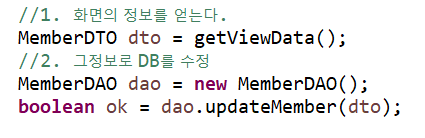 //1. 화면의 정보를 얻는다.
MemberDTO dto = getViewData();
//2. 그정보로 DB를 수정
MemberDAO dao = new MemberDAO();
boolean ok = dao.updateMember(dto);